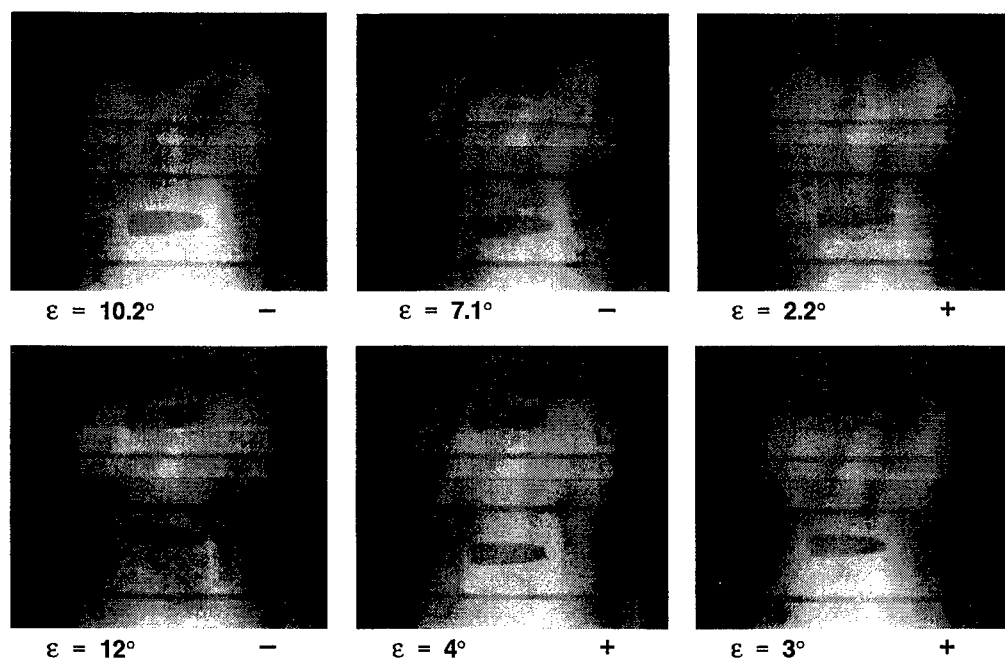 ε = 10.2° −
ε = 7.1° −
ε = 2.2° +
ε = 12° −
ε = 4° +
ε = 3° +